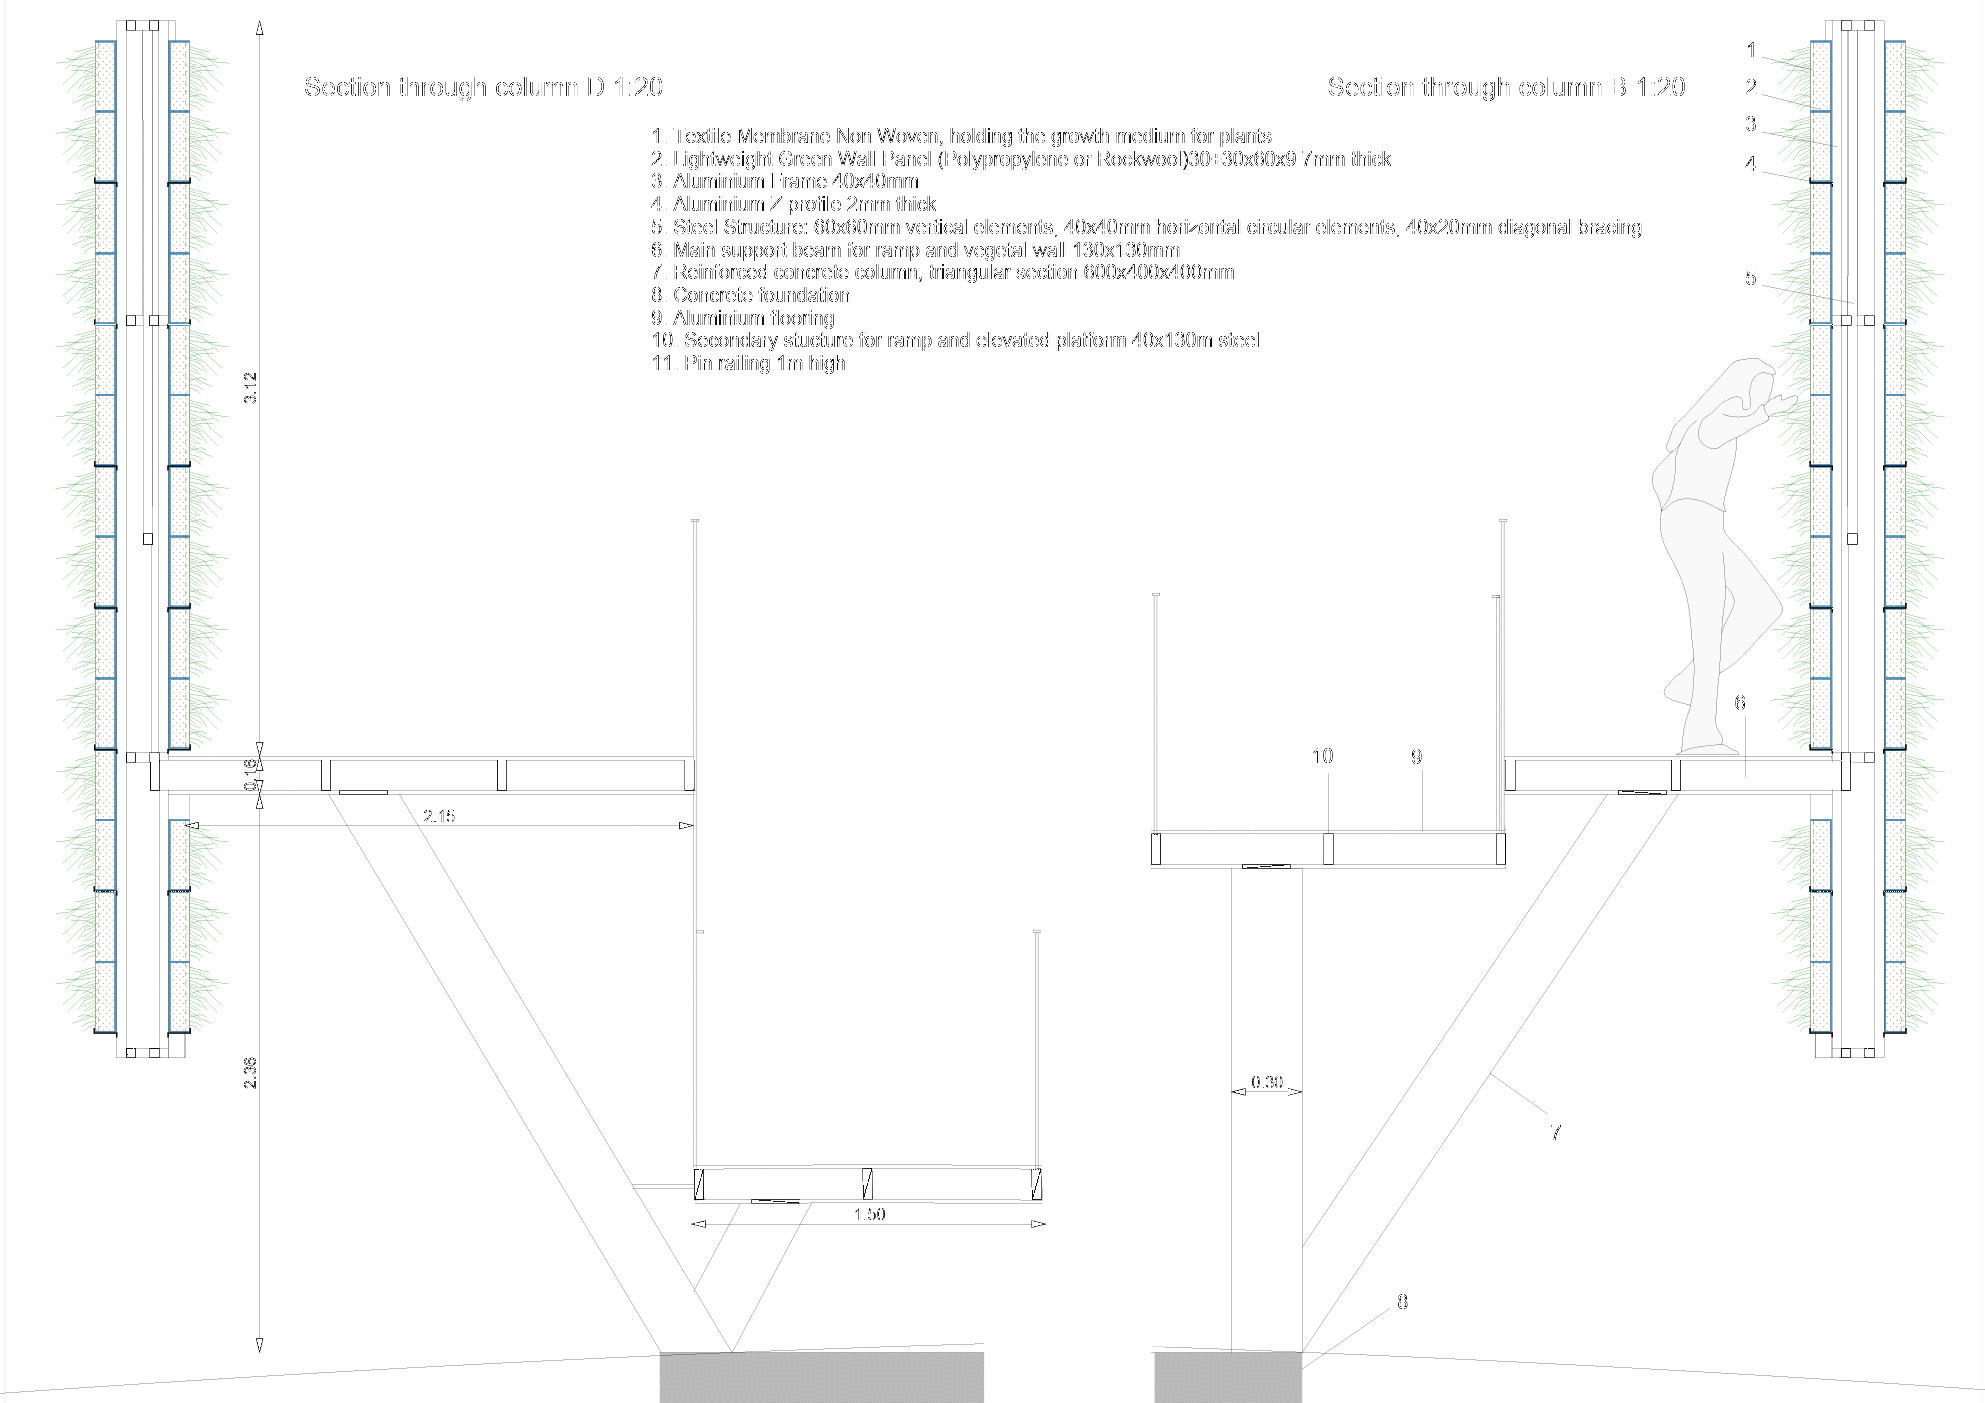 Section through column D 1:20
Section through column B 1:20
1. Textile Membrane Non Woven, holding the growth medium for plants
2. Lightweight Green Wall Panel (Polypropylene or Rockwool)30+30x60x9.7mm thick
3. Aluminium Frame 40x40mm
4. Aluminium Z profile 2mm thick
5. Steel Structure: 60x60mm vertical elements, 40x40mm horizontal circular elements, 40x20mm diagonal bracing
6. Main support beam for ramp and vegetal wall 130x130mm
7. Reinforced concrete column, triangular section 600x400x400mm
8. Concrete foundation
9. Aluminium flooring
10. Secondary stucture for ramp and elevated platform 40x130m steel
11. Pin railing 1m high
1
2
3
4
5
3.12
6
10
9
0.16
2.15
2.36
0.30
7
1.50
8